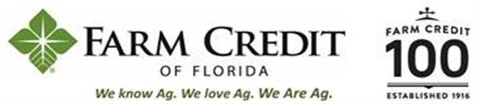 FARM CREDIT
OF FLORIDA
We know Ag. We love Ag. We Are Ag.
FARM CREDIT
100
ESTABLISHED 1916